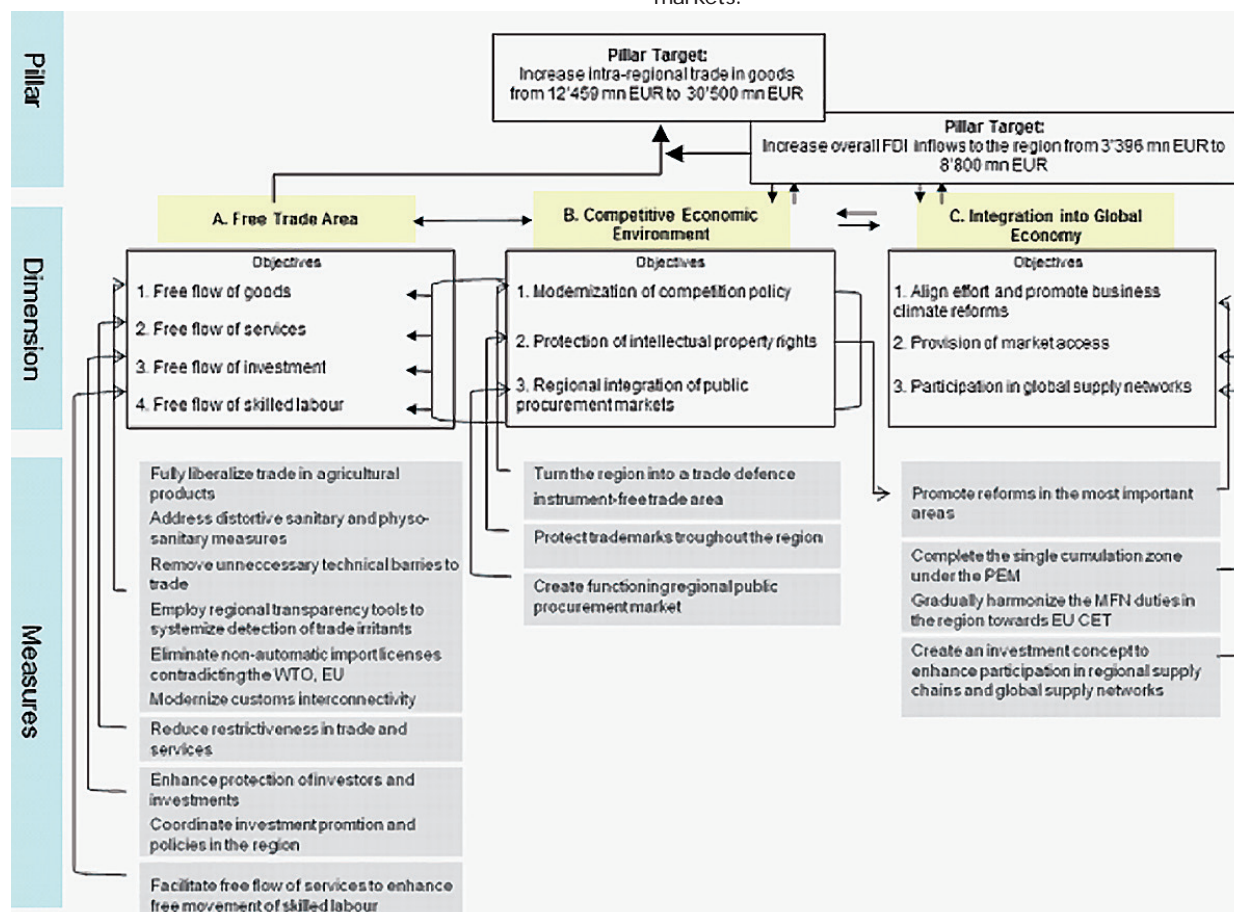 markets.
Pillar
Pillar Target:
Increase intra-regional trade in goods
from 12'459 mn EUR to 30'500 mn EUR
Pillar Target:
Increase overall FDI inflows to the region from 3'396 mn EUR to
8'800 mn EUR
Dimension
A. Free Trade Area
Objectives
1. Free flow of goods
2. Free flow of services
3. Free flow of investment
4. Free flow of skilled labour
B. Competitive Economic
Environment
Objectives
1. Modernization of competition policy
2. Protection of intellectual property rights
3. Regional integration of public
procurement markets
C. Integration into Global
Economy
Objectives
1. Align effort and promote business
climate reforms
2. Provision of market access
3. Participation in global supply networks
Measures
Fully liberalize trade in agricultural
products
Address distortive sanitary and physo-
sanitary measures
Remove unneccessary technical barries to
trade
Employ regional transparency tools to
systemize detection of trade irritants
Eliminate non-automatic import licenses
contradicting the WTO, EU
Modernize customs interconnectivity
Reduce restrictiveness in trade and
services
Enhance protection of investors and
investments
Coordinate investment promtion and
policies in the region
Facilitate free flow of services to enhance
free movement of skilled labour
Turn the region into a trade defence
instrument-free trade area
Protect trademarks troughout the region
Create functioning regional public
procurement market
Promote reforms in the most important
areas
Complete the single cumulation zone
under the PEM
Gradually harmonize the MFN duties in
the region towards EU CET
Create an investment concept to
enhance participation in regional supply
chains and global supply networks